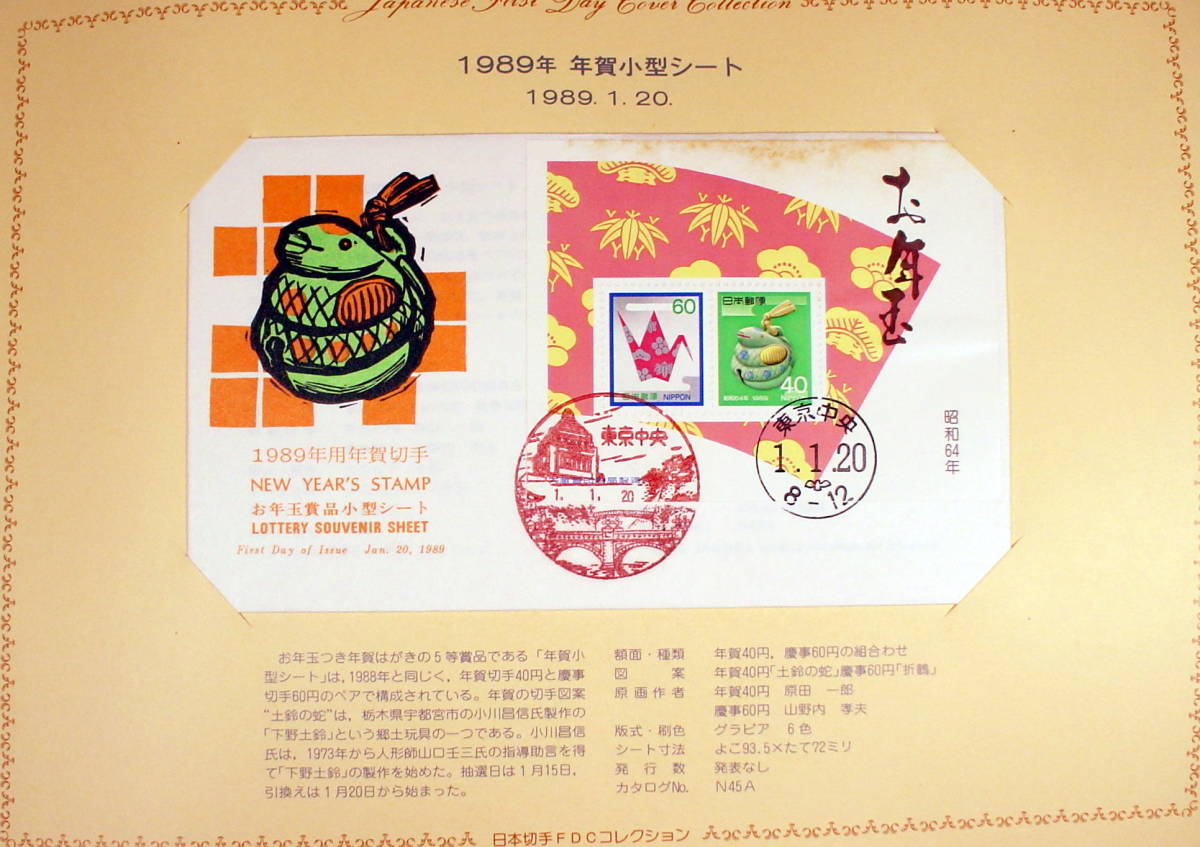 Japanese First Day Cover Collection
1989年 年賀小型シート
1989. 1. 20.
お年玉
日本郵便
60
NIPPON
40
昭和64年 1989
NIPPON
昭和64年
東京中央
1. 1. 20
東京中央
1.1.20
8-12
1989年用年賀切手
NEW YEAR'S STAMP
お年玉賞品小型シート
LOTTERY SOUVENIR SHEET
First Day of Issue Jan. 20, 1989
お年玉つき年賀はがきの5等賞品である「年賀小
型シート」は，1988年と同じく，年賀切手40円と慶事
切手60円のペアで構成されている。年賀の切手図案
“土鈴の蛇”は，栃木県宇都宮市の小川昌信氏製作の
「下野土鈴」という郷土玩具の一つである。小川昌信
氏は，1973年から人形師山口壬三氏の指導助言を得
て「下野土鈴」の製作を始めた。抽選日は1月15日，
引換えは1月20日から始まった。
額面・種類 年賀40円，慶事60円の組合わせ
図案 年賀40円「土鈴の蛇」慶事60円「折鶴」
原画作者 年賀40円 原田 一郎
慶事60円 山野内 孝夫
版式・刷色 グラビア 6色
シート寸法 よこ93.5×たて72ミリ
発行数 発表なし
カタログNo. N45A
日本切手FDCコレクション